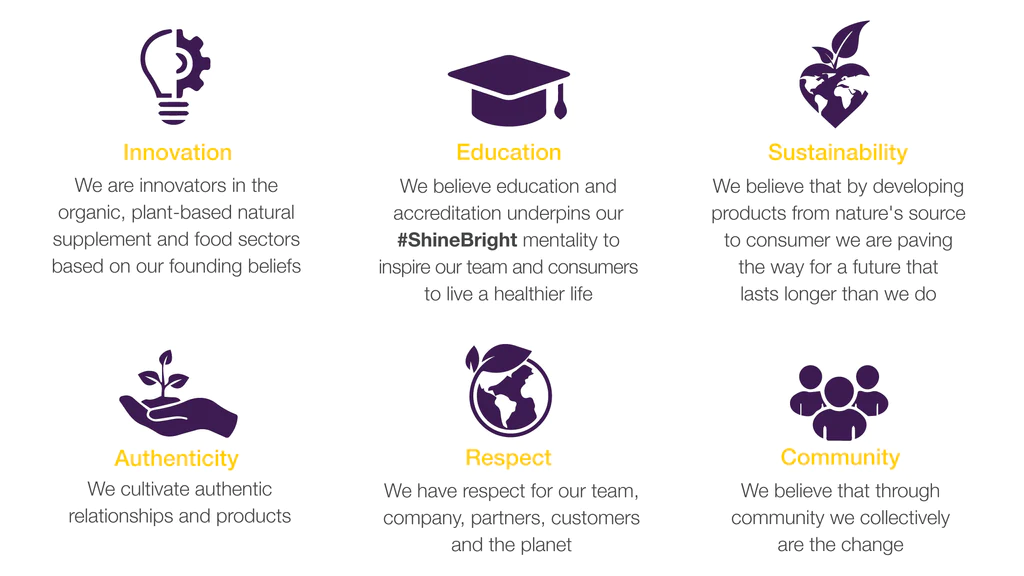 Innovation
We are innovators in the
organic, plant-based natural
supplement and food sectors
based on our founding beliefs
Education
We believe education and
accreditation underpins our
#ShineBright mentality to
inspire our team and consumers
to live a healthier life
Sustainability
We believe that by developing
products from nature's source
to consumer we are paving
the way for a future that
lasts longer than we do
Authenticity
We cultivate authentic
relationships and products
Respect
We have respect for our team,
company, partners, customers
and the planet
Community
We believe that through
community we collectively
are the change